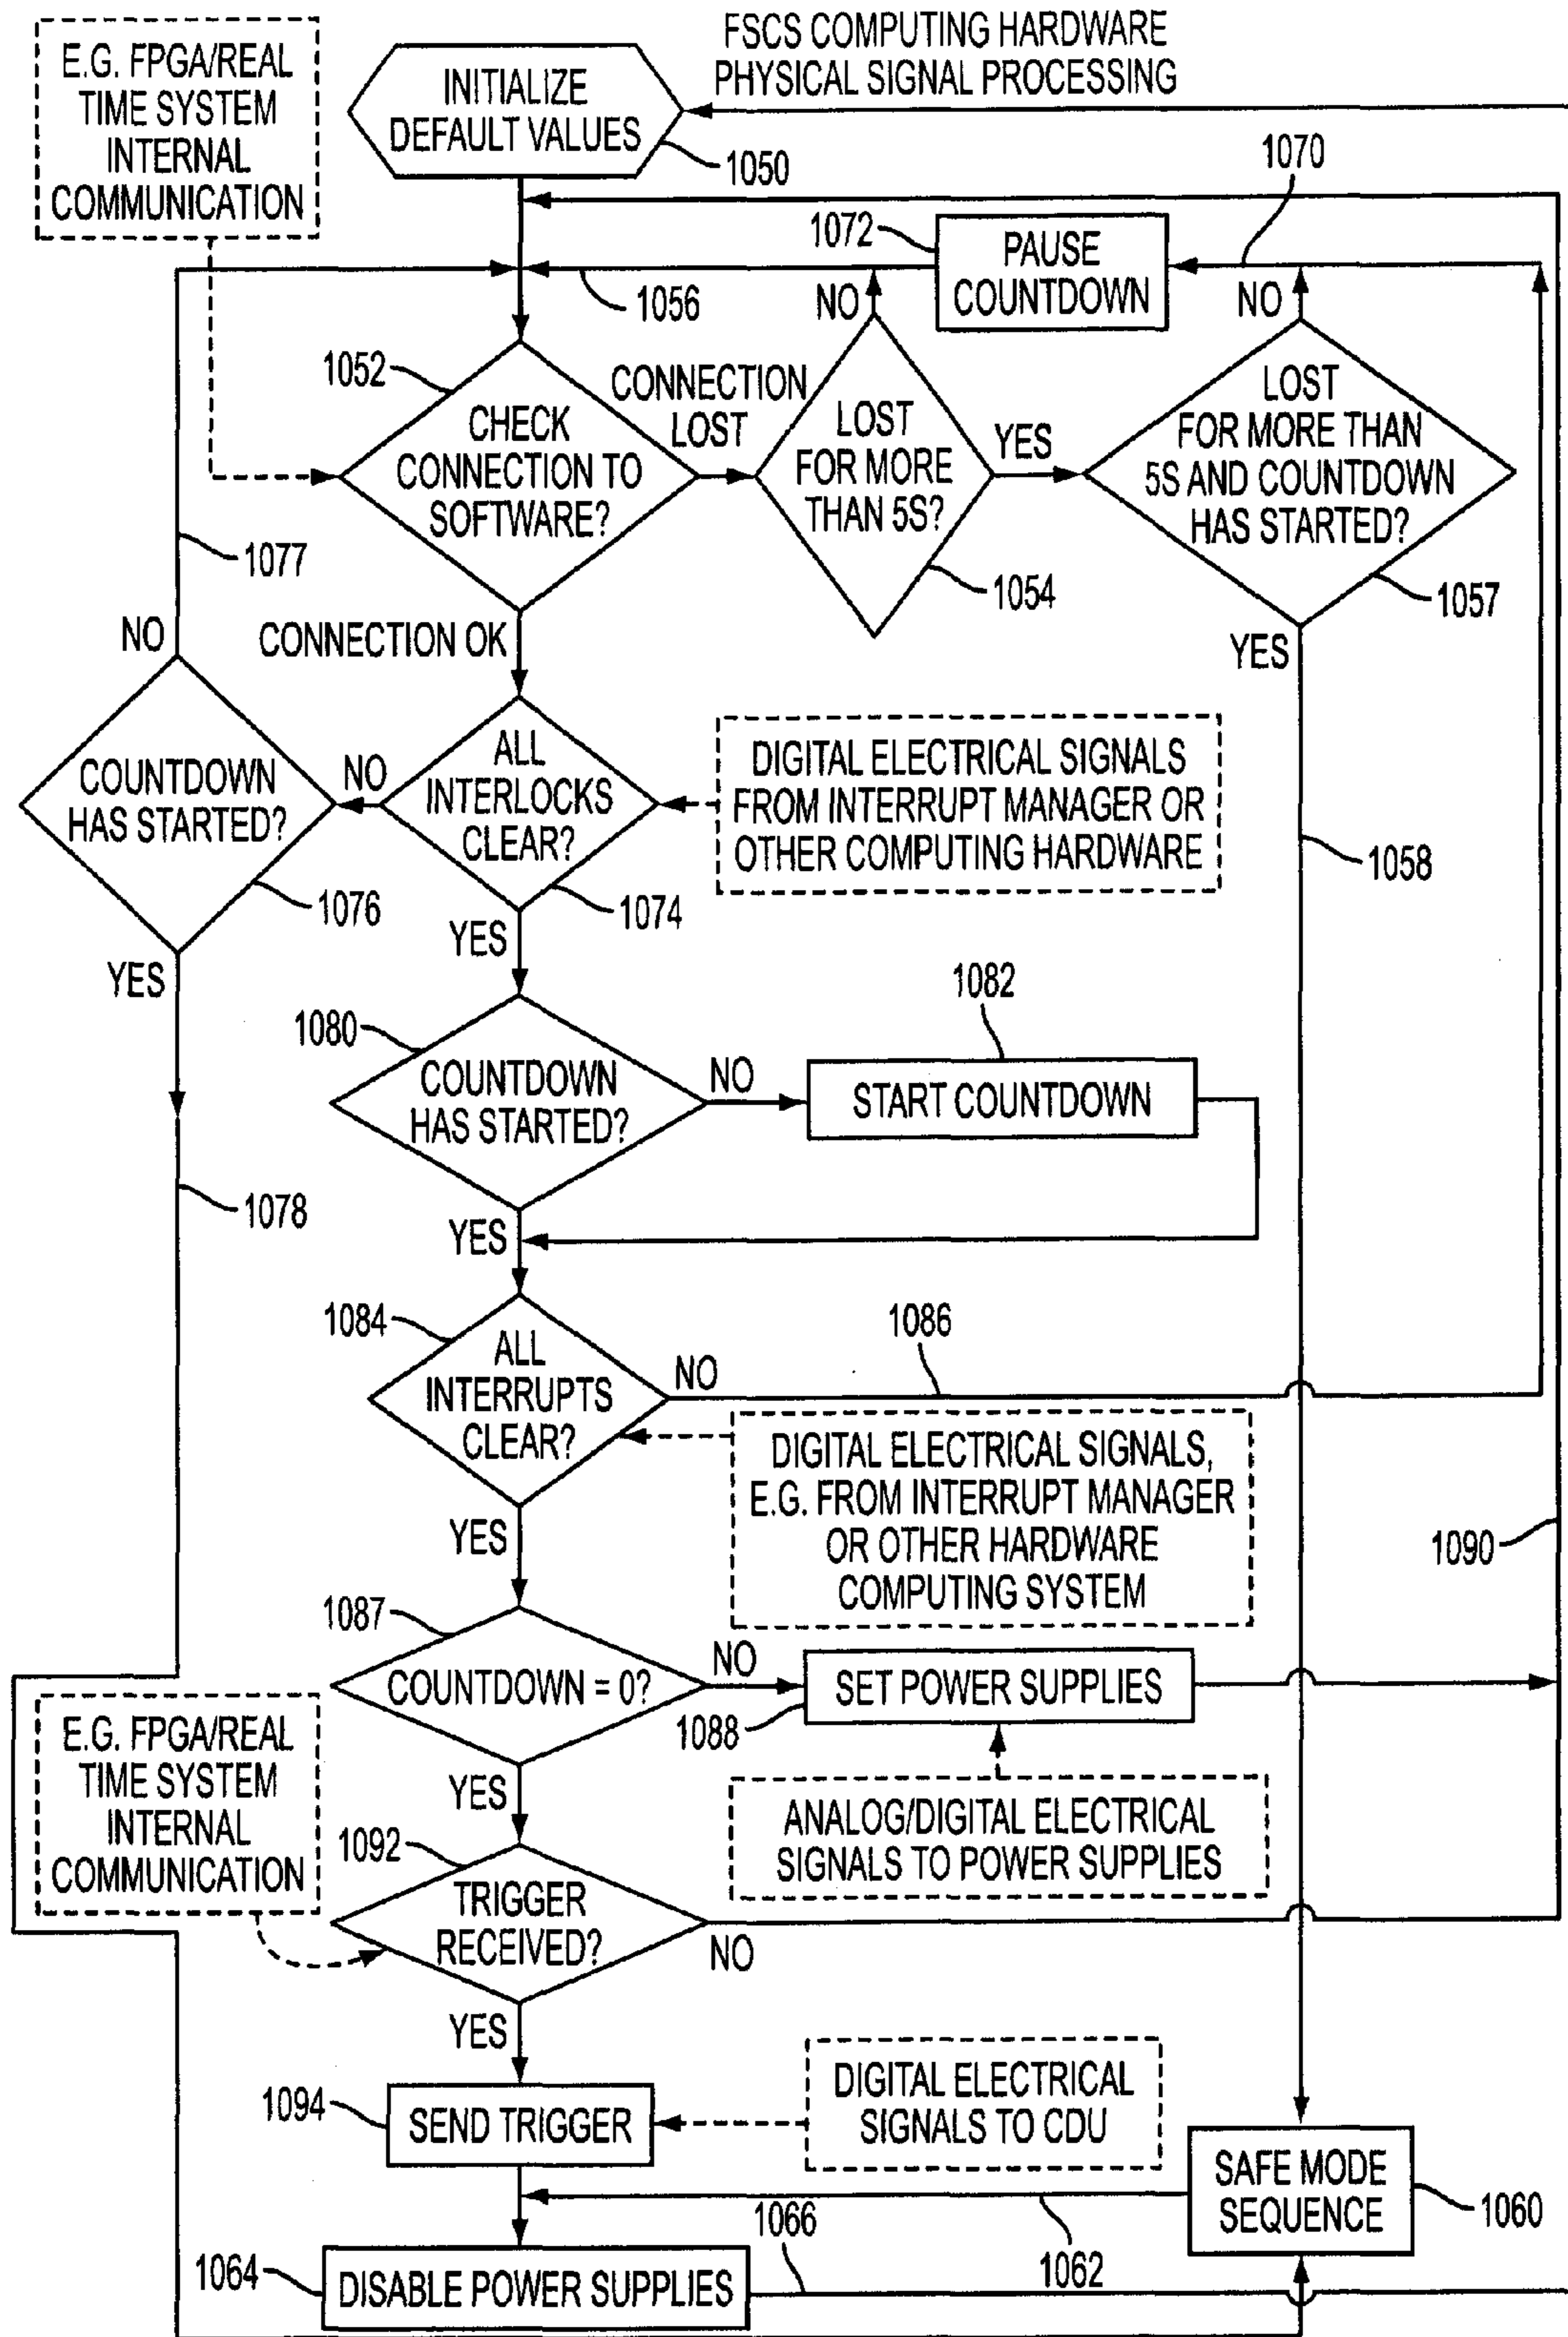 FSCS COMPUTING HARDWARE
PHYSICAL SIGNAL PROCESSING
E.G. FPGA/REAL
TIME SYSTEM
INTERNAL
COMMUNICATION
INITIALIZE
DEFAULT VALUES
1050
1070
1072
PAUSE
COUNTDOWN
1056
NO
NO
1052
CHECK
CONNECTION TO
SOFTWARE?
CONNECTION
LOST
LOST
FOR MORE
THAN 5S?
YES
1054
LOST
FOR MORE THAN
5S AND COUNTDOWN
HAS STARTED?
1057
YES
1077
NO
CONNECTION OK
COUNTDOWN
HAS STARTED?
1076
NO
ALL
INTERLOCKS
CLEAR?
1074
DIGITAL ELECTRICAL SIGNALS
FROM INTERRUPT MANAGER OR
OTHER COMPUTING HARDWARE
1058
YES
YES
1080
COUNTDOWN
HAS STARTED?
NO
1082
START COUNTDOWN
1078
YES
1084
ALL
INTERRUPTS
CLEAR?
NO
1086
DIGITAL ELECTRICAL SIGNALS,
E.G. FROM INTERRUPT MANAGER
OR OTHER HARDWARE
COMPUTING SYSTEM
YES
1090
1087
COUNTDOWN = 0?
NO
SET POWER SUPPLIES
1088
E.G. FPGA/REAL
TIME SYSTEM
INTERNAL
COMMUNICATION
YES
ANALOG/DIGITAL ELECTRICAL
SIGNALS TO POWER SUPPLIES
1092
TRIGGER
RECEIVED?
NO
YES
1094
SEND TRIGGER
DIGITAL ELECTRICAL
SIGNALS TO CDU
SAFE MODE
SEQUENCE
1060
1066
1062
1064
DISABLE POWER SUPPLIES